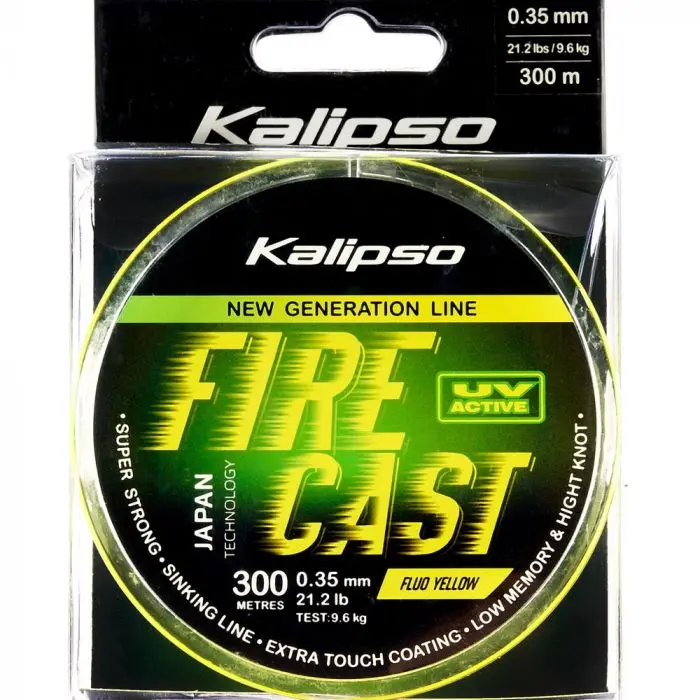 0.35 mm
21.2 lbs / 9.6 kg
300 m
Kalipso
Kalipso
NEW GENERATION LINE
FIRE
CAST
UV
ACTIVE
JAPAN
TECHNOLOGY
300
METRES
0.35 mm
21.2 lb
TEST: 9.6 kg
FLUO YELLOW
· SUPER STRONG · SINKING LINE · EXTRA TOUCH COATING · LOW MEMORY & HIGHT KNOT ·